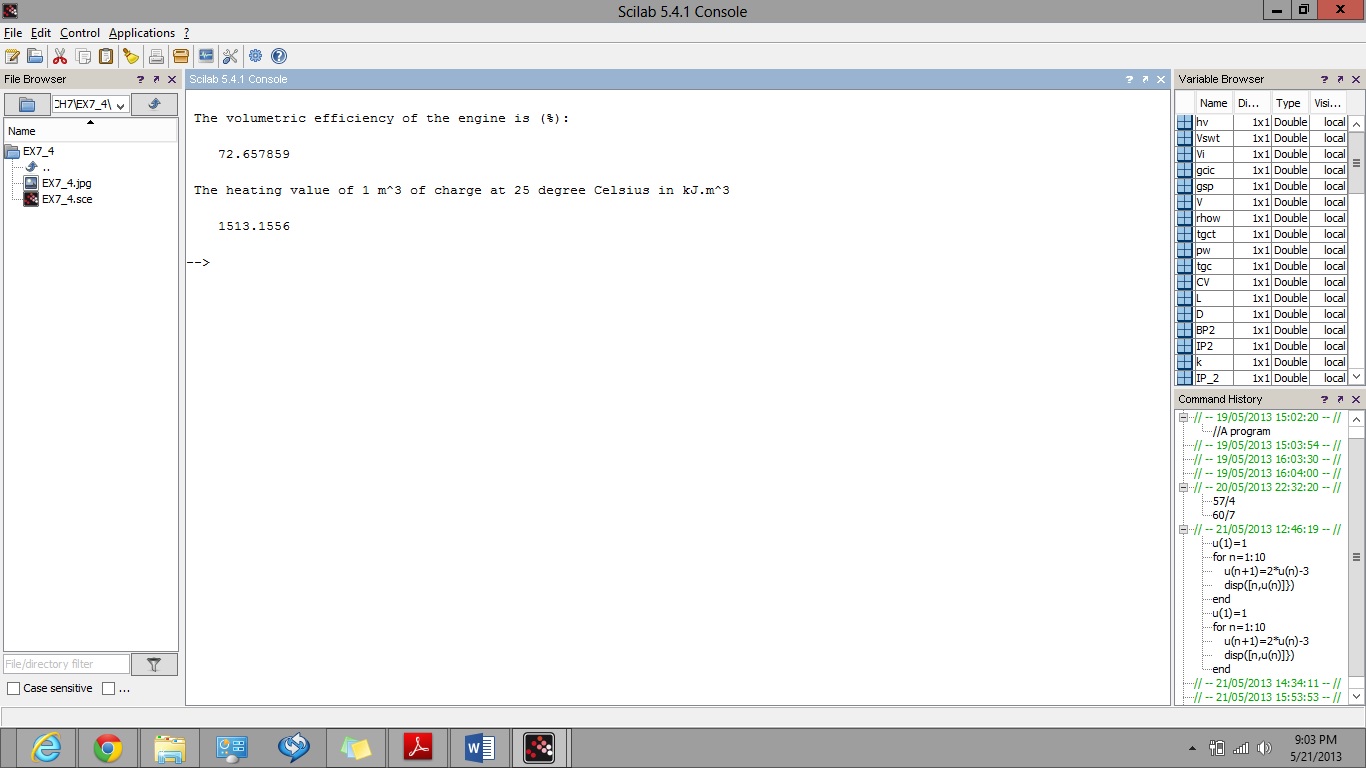 Scilab 5.4.1 Console
File Edit Control Applications ?
File Browser ? ↗ ✕
CH7\EX7_4\
Name
EX7_4
..
EX7_4.jpg
EX7_4.sce
File/directory filter
Case sensitive ...
Scilab 5.4.1 Console ? ↗ ✕
The volumetric efficiency of the engine is (%):
72.657859
The heating value of 1 m^3 of charge at 25 degree Celsius in kJ.m^3
1513.1556
-->
Variable Browser ? ↗ ✕
Name Di... Type Visi...
hv 1x1 Double local
Vswt 1x1 Double local
Vi 1x1 Double local
gcic 1x1 Double local
gsp 1x1 Double local
V 1x1 Double local
rhow 1x1 Double local
tgct 1x1 Double local
pw 1x1 Double local
tgc 1x1 Double local
CV 1x1 Double local
L 1x1 Double local
D 1x1 Double local
BP2 1x1 Double local
IP2 1x1 Double local
k 1x1 Double local
IP_2 1x1 Double local
Command History ? ↗ ✕
// -- 19/05/2013 15:02:20 -- //
//A program
// -- 19/05/2013 15:03:54 -- //
// -- 19/05/2013 16:03:30 -- //
// -- 19/05/2013 16:04:00 -- //
// -- 20/05/2013 22:32:20 -- //
57/4
60/7
// -- 21/05/2013 12:46:19 -- //
u(1)=1
for n=1:10
u(n+1)=2*u(n)-3
disp([n,u(n)]})
end
u(1)=1
for n=1:10
u(n+1)=2*u(n)-3
disp([n,u(n)]})
end
// -- 21/05/2013 14:34:11 -- //
// -- 21/05/2013 15:53:53 -- //
9:03 PM
5/21/2013